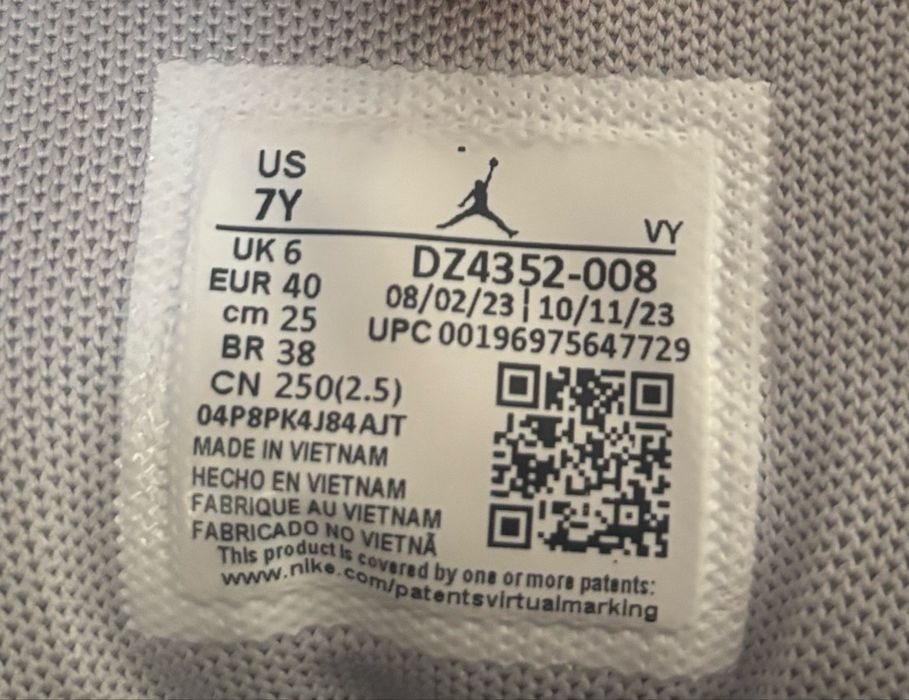 US
7Y
VY
UK 6
EUR 40
cm 25
BR 38
CN 250(2.5)
DZ4352-008
08/02/23 | 10/11/23
UPC 00196975647729
04P8PK4J84AJT
MADE IN VIETNAM
HECHO EN VIETNAM
FABRIQUE AU VIETNAM
FABRICADO NO VIETNÃ
This product is covered by one or more patents:
www.nike.com/patentsvirtualmarking